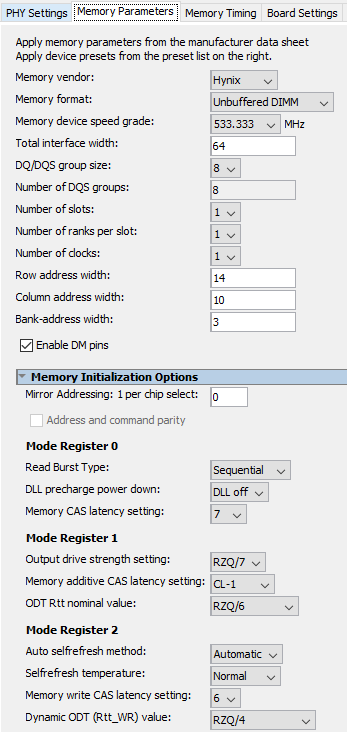 PHY Settings Memory Parameters Memory Timing Board Settings
Apply memory parameters from the manufacturer data sheet
Apply device presets from the preset list on the right.
Memory vendor: Hynix
Memory format: Unbuffered DIMM
Memory device speed grade: 533.333 MHz
Total interface width: 64
DQ/DQS group size: 8
Number of DQS groups: 8
Number of slots: 1
Number of ranks per slot: 1
Number of clocks: 1
Row address width: 14
Column address width: 10
Bank-address width: 3
Enable DM pins
Memory Initialization Options
Mirror Addressing: 1 per chip select: 0
Address and command parity
Mode Register 0
Read Burst Type: Sequential
DLL precharge power down: DLL off
Memory CAS latency setting: 7
Mode Register 1
Output drive strength setting: RZQ/7
Memory additive CAS latency setting: CL-1
ODT Rtt nominal value: RZQ/6
Mode Register 2
Auto selfrefresh method: Automatic
Selfrefresh temperature: Normal
Memory write CAS latency setting: 6
Dynamic ODT (Rtt_WR) value: RZQ/4